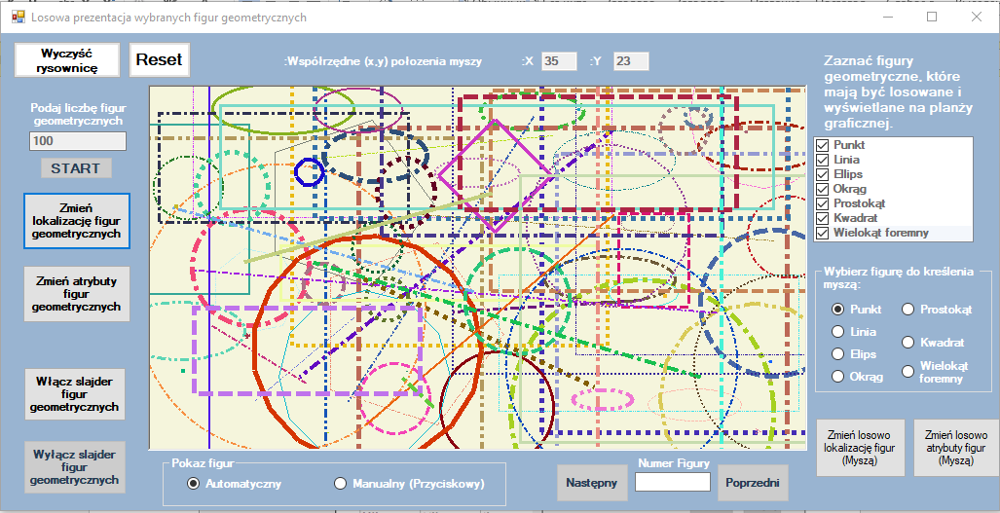 Losowa prezentacja wybranych figur geometrycznych
Wyczyść
rysownicę
Reset
:Współrzędne (x,y) położenia myszy
:X
35
:Y
23
Podaj liczbę figur
geometrycznych
100
START
Zmień
lokalizację figur
geometrycznych
Zmień atrybuty
figur
geometrycznych
Włącz slajder
figur
geometrycznych
Wyłącz slajder
figur
geometrycznych
Zaznać figury
geometryczne, które
mają być losowane i
wyświetlane na planży
graficznej.
Punkt
Linia
Ellips
Okrąg
Prostokąt
Kwadrat
Wielokąt foremny
Wybierz figurę do kreślenia
myszą:
Punkt
Prostokąt
Linia
Kwadrat
Elips
Wielokąt
foremny
Okrąg
Zmień losowo
lokalizację figur
(Myszą)
Zmień losowo
atrybuty figur
(Myszą)
Pokaz figur
Automatyczny
Manualny (Przyciskowy)
Następny
Numer Figury
Poprzedni